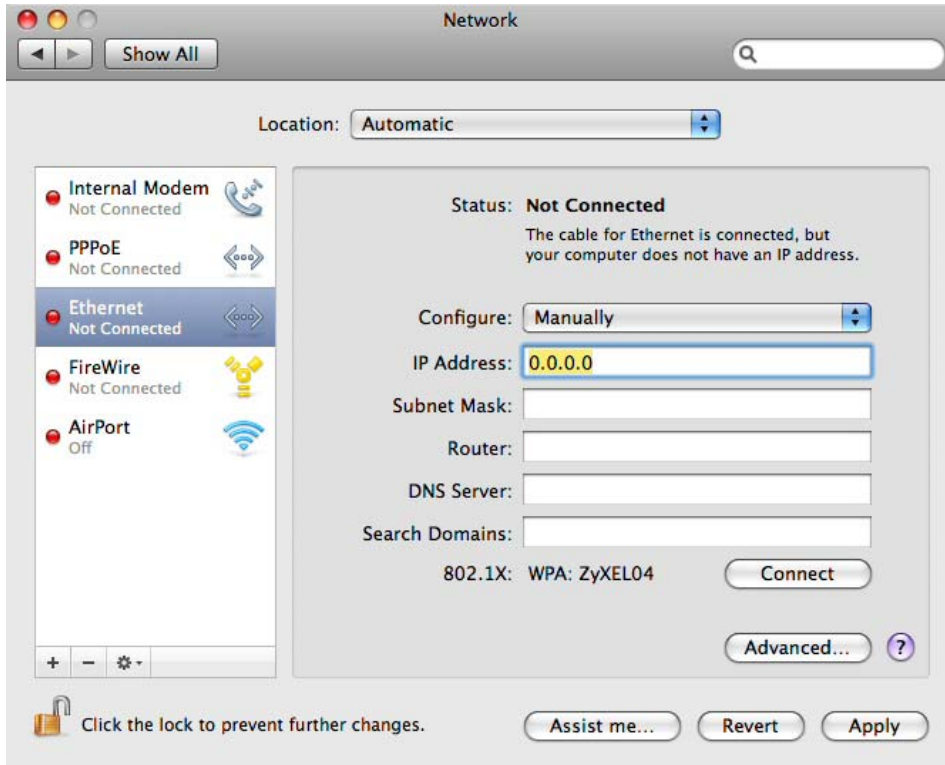 Network
Show All
Location: Automatic
Internal Modem
Not Connected
PPPoE
Not Connected
Ethernet
Not Connected
FireWire
Not Connected
AirPort
Off
Status: Not Connected
The cable for Ethernet is connected, but
your computer does not have an IP address.
Configure: Manually
IP Address: 0.0.0.0
Subnet Mask:
Router:
DNS Server:
Search Domains:
802.1X: WPA: ZyXEL04 Connect
Advanced... ?
Click the lock to prevent further changes.
Assist me... Revert Apply